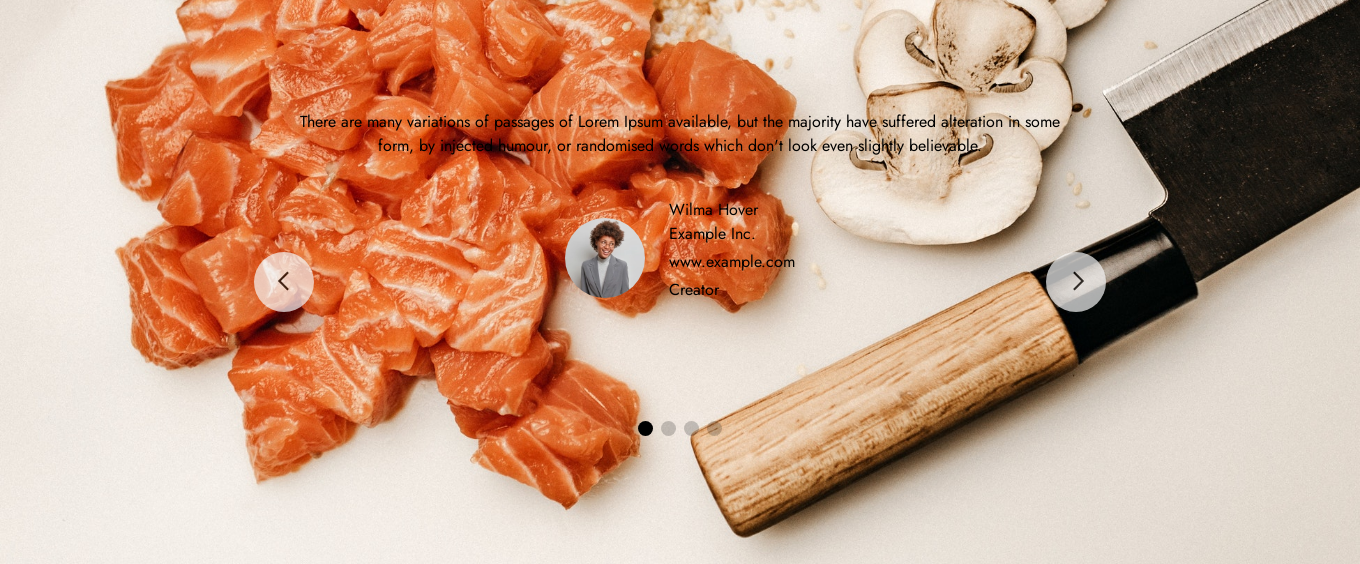 There are many variations of passages of Lorem Ipsum available, but the majority have suffered alteration in some
form, by injected humour, or randomised words which don't look even slightly believable.
Wilma Hover
Example Inc.
www.example.com
Creator